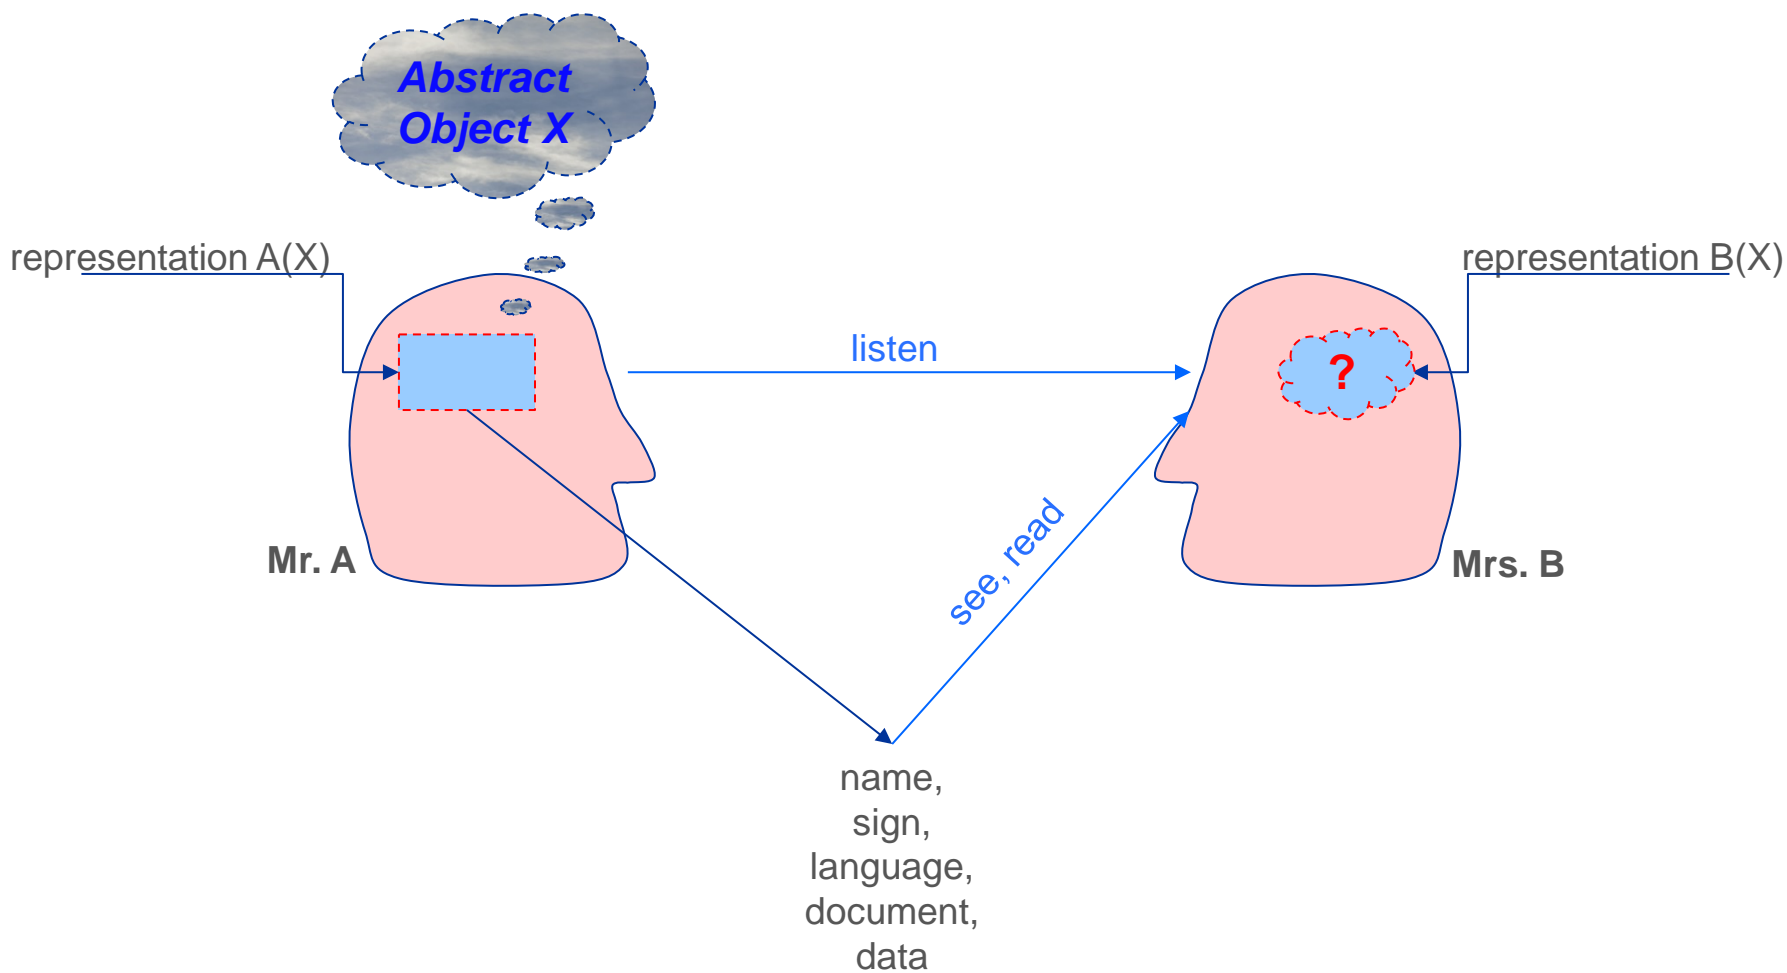 Abstract
Object X
representation A(X)
representation B(X)
listen
?
see, read
Mr. A
Mrs. B
name,
sign,
language,
document,
data